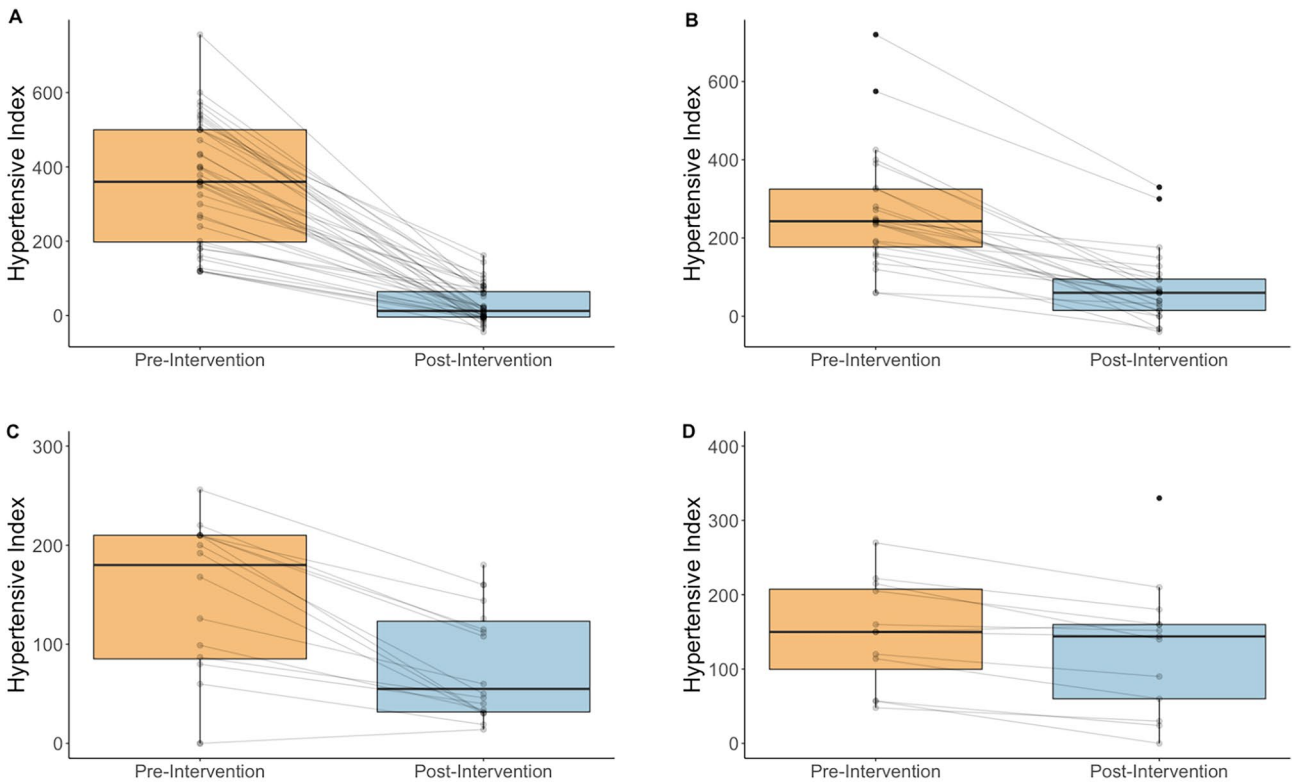 A
Hypertensive Index
600
400
200
0
Pre-Intervention Post-Intervention
B
Hypertensive Index
600
400
200
0
Pre-Intervention Post-Intervention
C
Hypertensive Index
300
200
100
0
Pre-Intervention Post-Intervention
D
Hypertensive Index
400
300
200
100
0
Pre-Intervention Post-Intervention